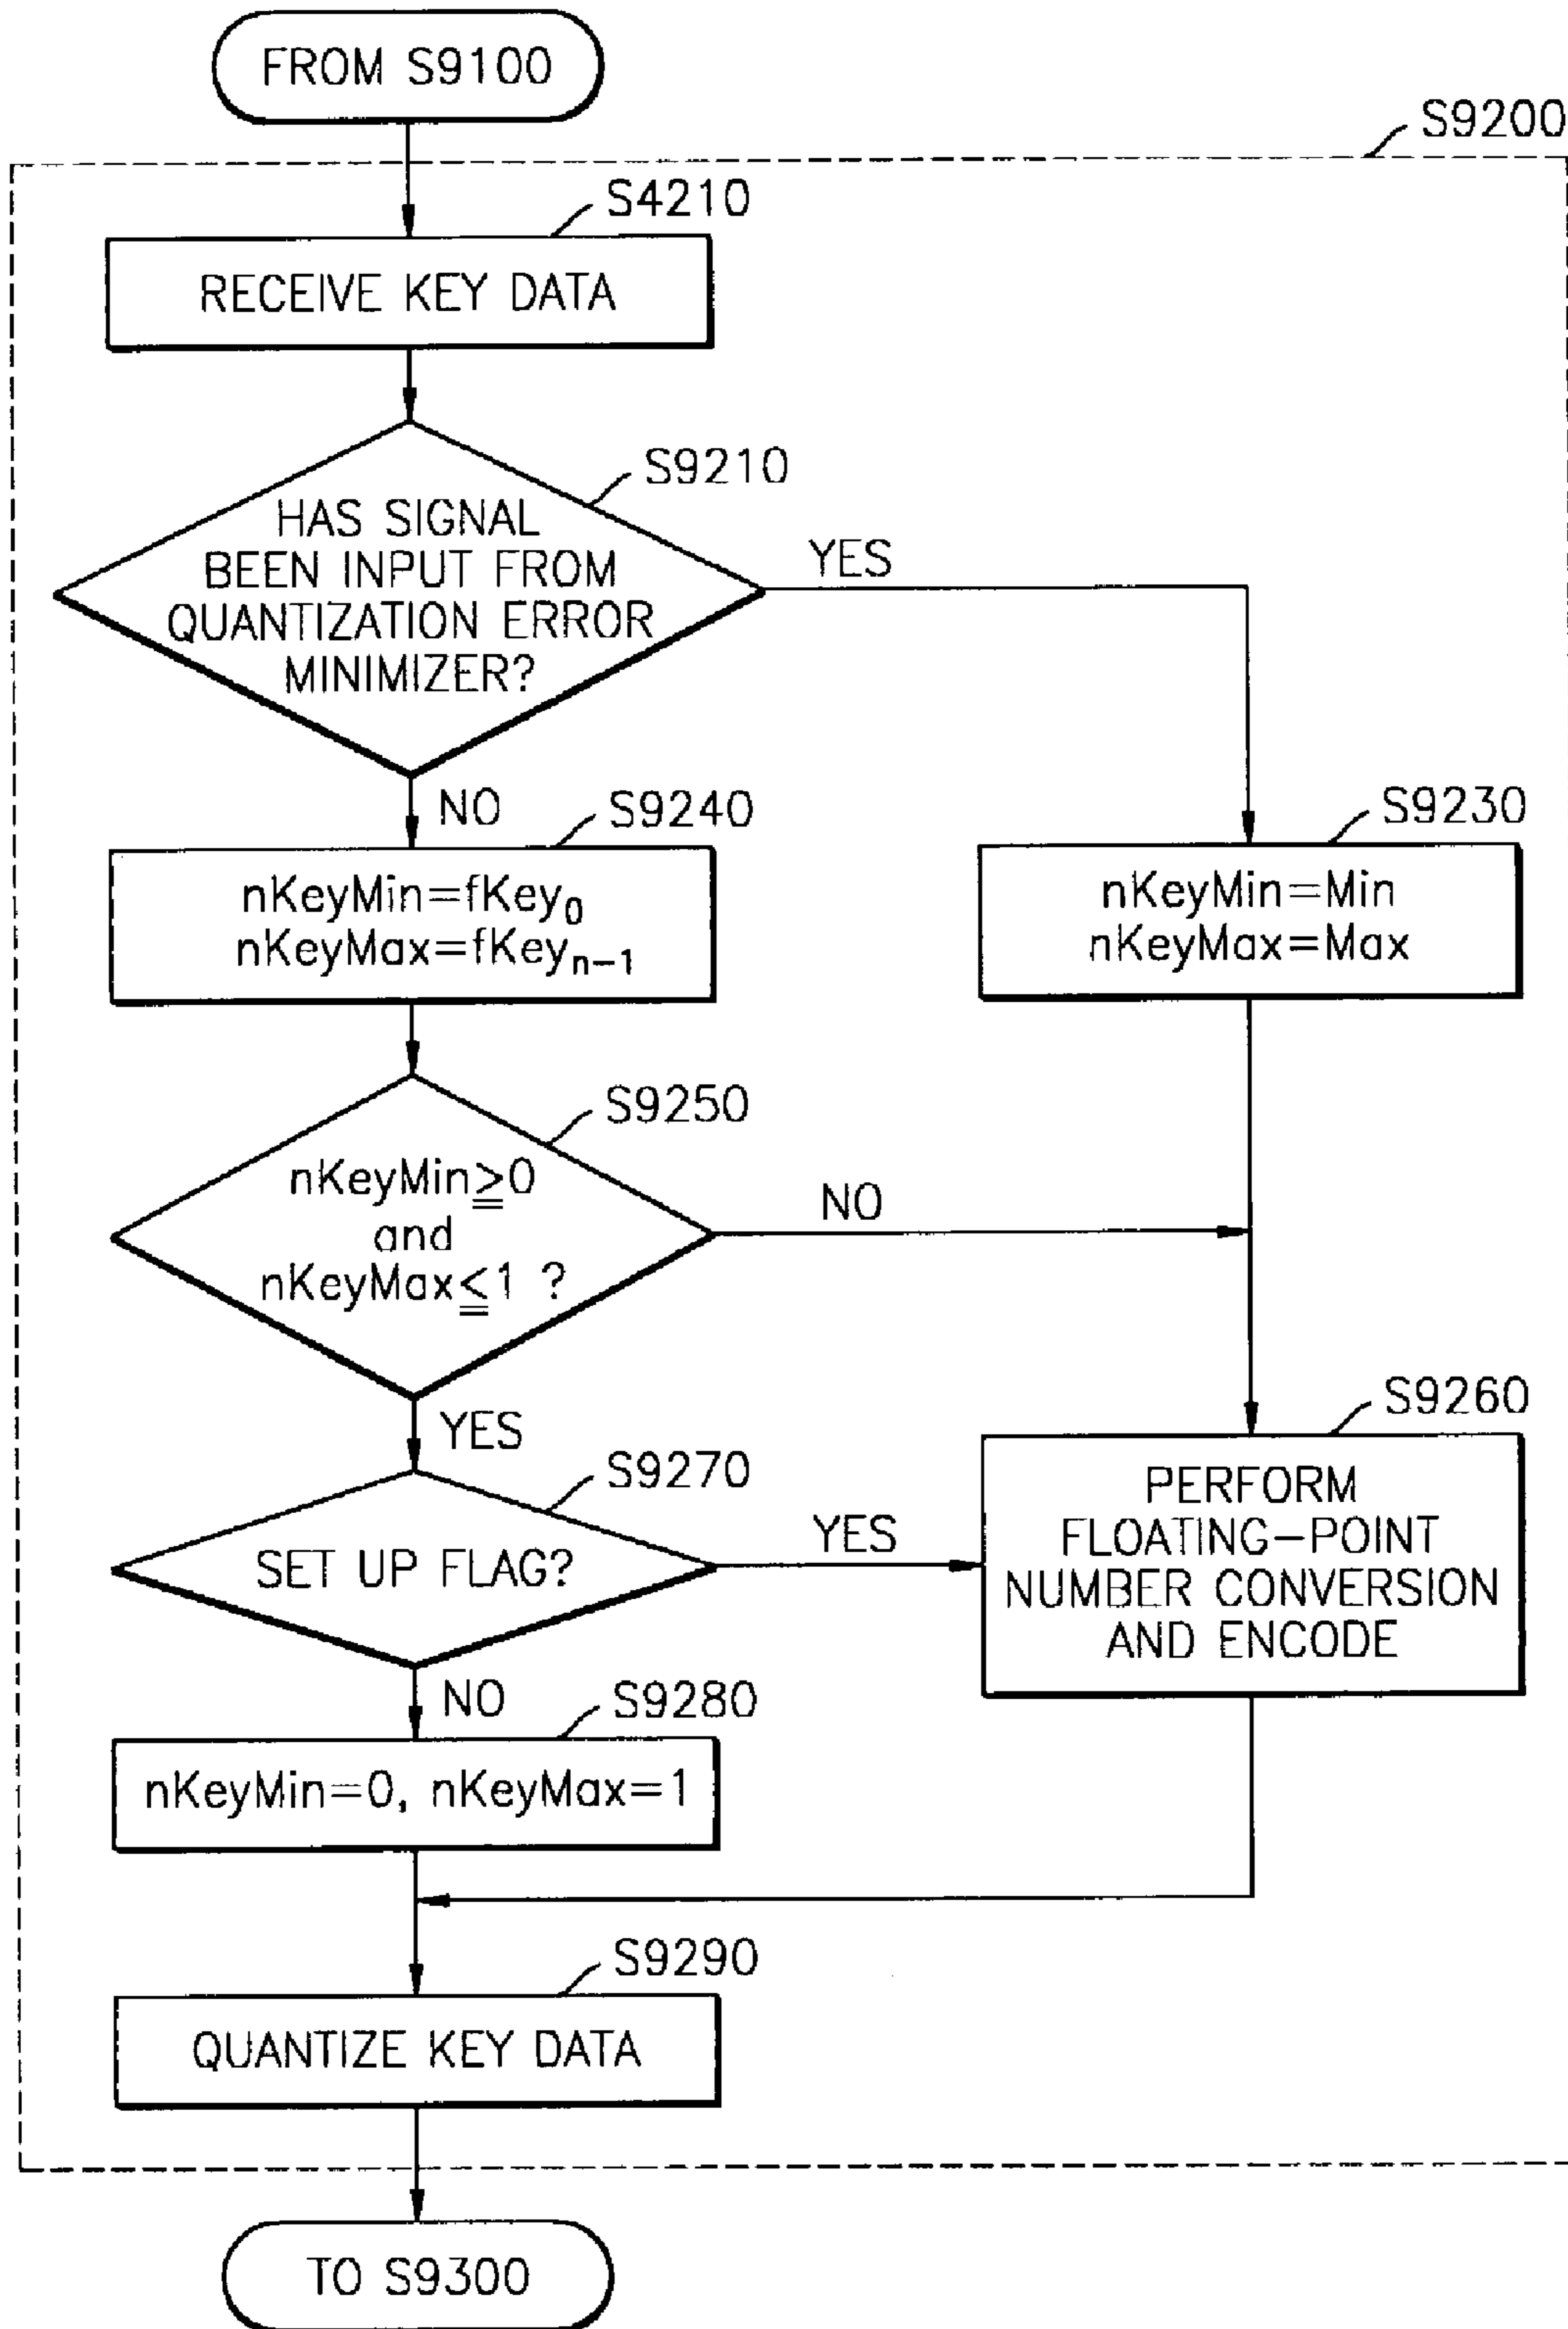 FROM S9100
S9200
S4210
RECEIVE KEY DATA
S9210
HAS SIGNAL
BEEN INPUT FROM
QUANTIZATION ERROR
MINIMIZER?
YES
NO
S9240
nKeyMin=fKey₀
nKeyMax=fKeyₙ₋₁
S9230
nKeyMin=Min
nKeyMax=Max
S9250
nKeyMin≧0
and
nKeyMax≦1 ?
NO
YES
S9260
PERFORM
FLOATING-POINT
NUMBER CONVERSION
AND ENCODE
S9270
SET UP FLAG?
YES
NO
S9280
nKeyMin=0, nKeyMax=1
S9290
QUANTIZE KEY DATA
TO S9300